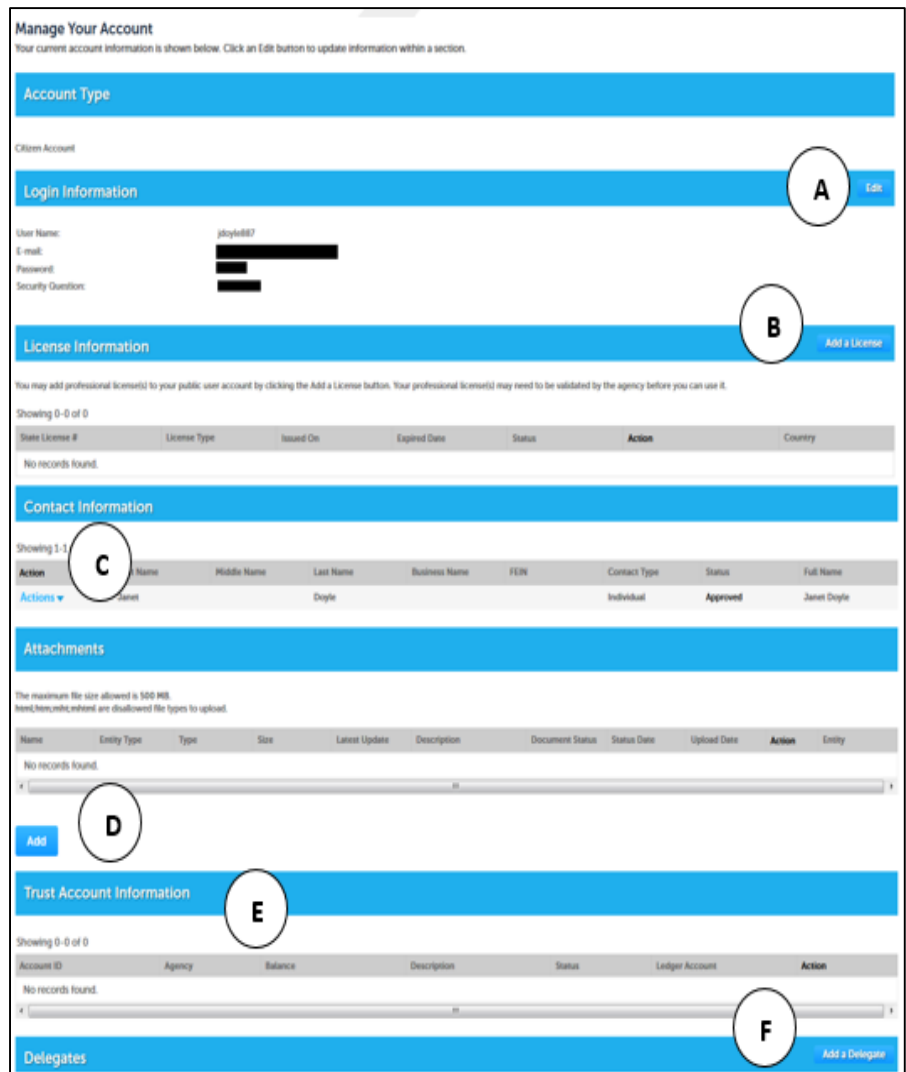 Manage Your Account
Your current account information is shown below. Click an Edit button to update information within a section.
Account Type
Citizen Account
Login Information A Edit
User Name: jdoyle887
E-mail:
Password:
Security Question:
License Information B Add a License
You may add professional license(s) to your public user account by clicking the Add a License button. Your professional license(s) may need to be validated by the agency before you can use it.
Showing 0-0 of 0
State License # License Type Issued On Expired Date Status Action Country
No records found.
Contact Information
Showing 1-1 C
Action Name Middle Name Last Name Business Name FEIN Contact Type Status Full Name
Actions ▾ Janet Doyle Individual Approved Janet Doyle
Attachments
The maximum file size allowed is 500 MB.
html;htm;mht;mhtml are disallowed file types to upload.
Name Entity Type Type Size Latest Update Description Document Status Status Date Upload Date Action Entity
No records found.
D
Add
Trust Account Information E
Showing 0-0 of 0
Account ID Agency Balance Description Status Ledger Account Action
No records found.
F
Delegates Add a Delegate